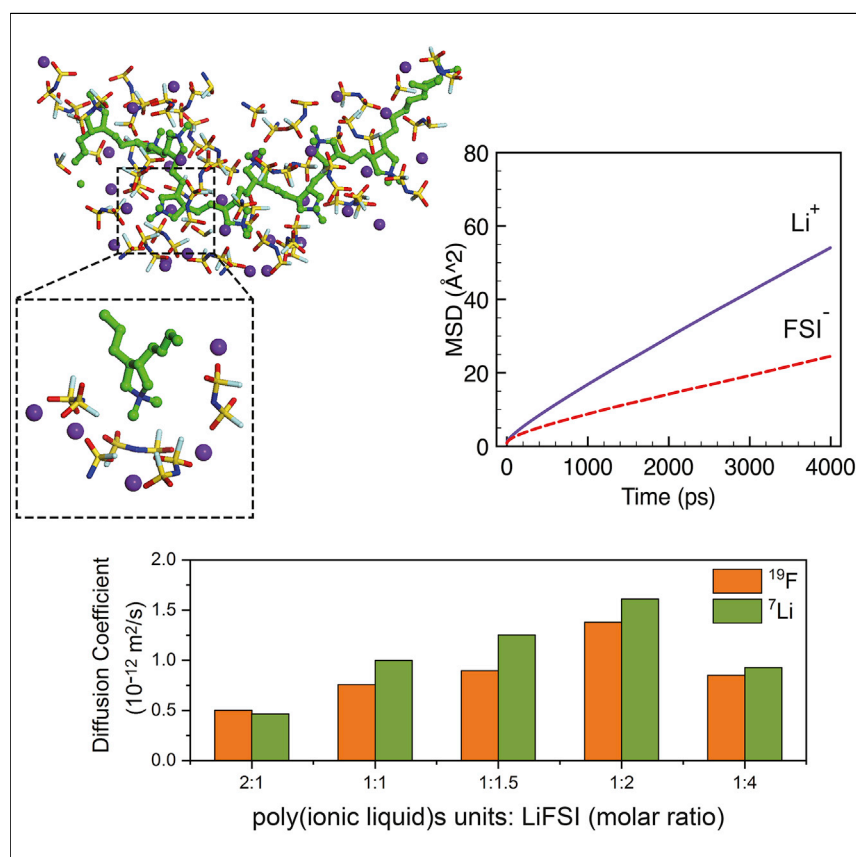 80
60
40
20
0
MSD (Å^2)
Li⁺
FSI⁻
0 1000 2000 3000 4000
Time (ps)
2.0
1.5
1.0
0.5
0.0
Diffusion Coefficient
(10⁻¹² m²/s)
¹⁹F
⁷Li
2:1 1:1 1:1.5 1:2 1:4
poly(ionic liquid)s units: LiFSI (molar ratio)